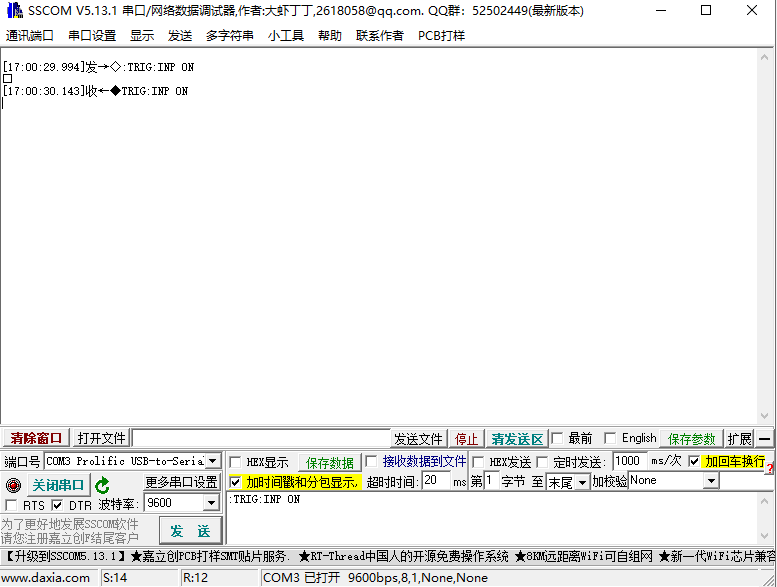 SSCOM V5.13.1 串口/网络数据调试器,作者:大虾丁丁,2618058@qq.com. QQ群：52502449(最新版本)
通讯端口 串口设置 显示 发送 多字符串 小工具 帮助 联系作者 PCB打样
[17:00:29.994]发→◇:TRIG:INP ON
□
[17:00:30.143]收←◆TRIG:INP ON
清除窗口 打开文件 发送文件 停止 清发送区 最前 English 保存参数 扩展 —
端口号 COM3 Prolific USB-to-Seria HEX显示 保存数据 接收数据到文件 HEX发送 定时发送: 1000 ms/次 加回车换行
关闭串口 更多串口设置 加时间戳和分包显示, 超时时间: 20 ms 第1 字节 至 末尾 加校验 None
RTS DTR 波特率: 9600 :TRIG:INP ON
为了更好地发展SSCOM软件
请您注册嘉立创F结尾客户
发 送
【升级到SSCOM5.13.1】★嘉立创PCB打样SMT贴片服务. ★RT-Thread中国人的开源免费操作系统 ★8KM远距离WiFi可自组网 ★新一代WiFi芯片兼容
www.daxia.com S:14 R:12 COM3 已打开 9600bps,8,1,None,None